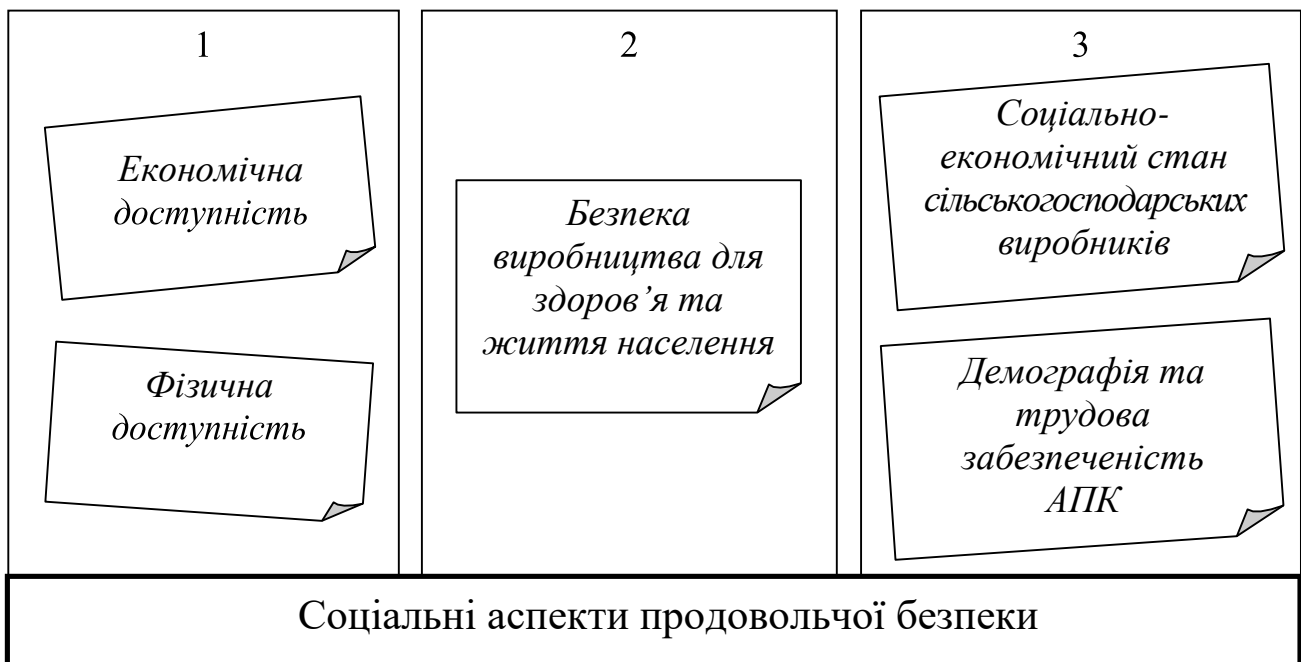 1
Економічна
доступність
Фізична
доступність
2
Безпека
виробництва для
здоров’я та
життя населення
3
Соціально-
економічний стан
сільськогосподарських
виробників
Демографія та
трудова
забезпеченість
АПК
Соціальні аспекти продовольчої безпеки